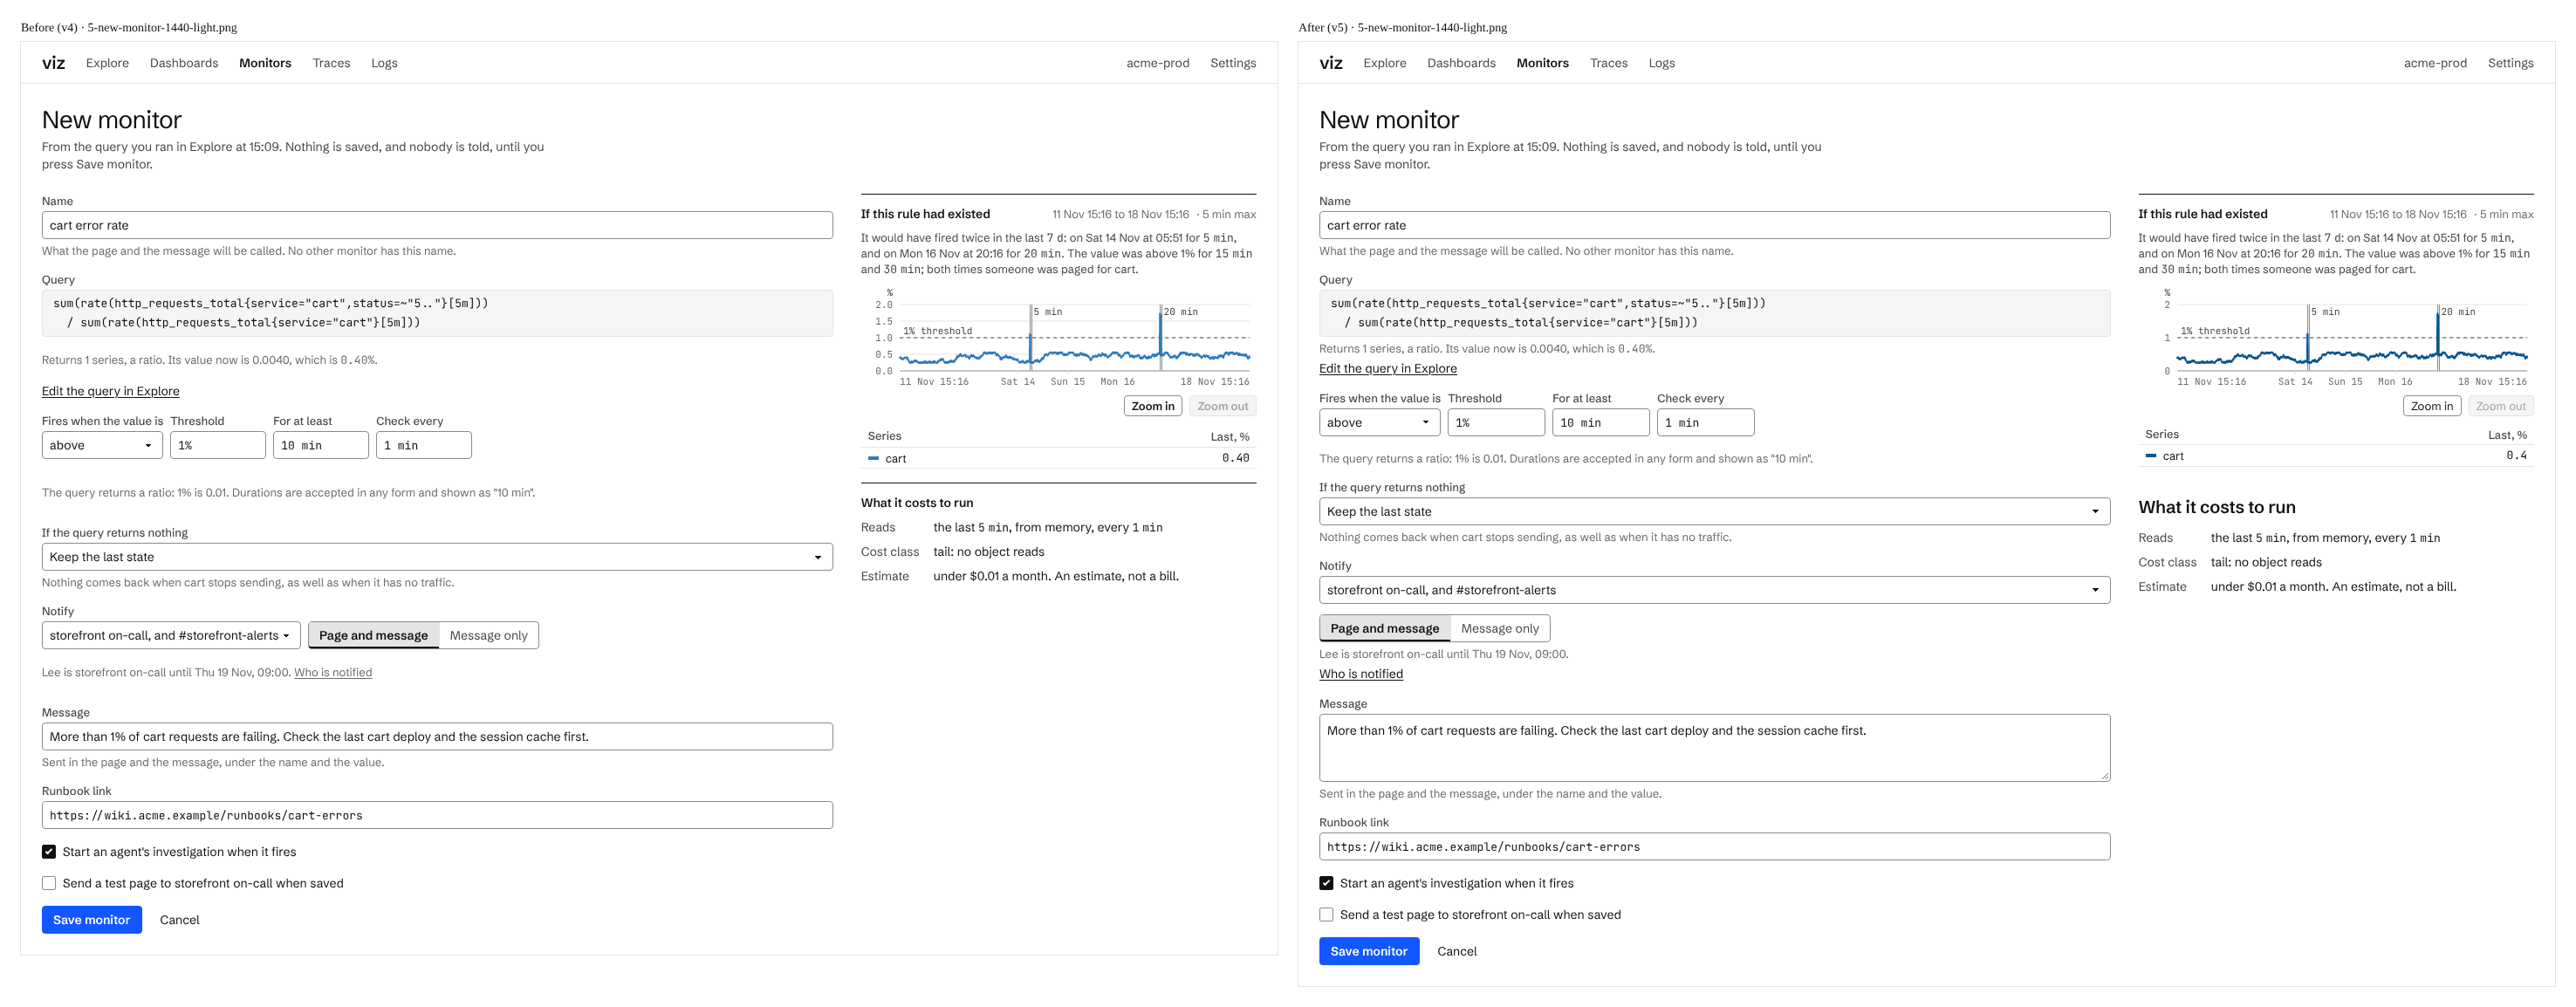 Before (v4) · 5-new-monitor-1440-light.png
viz Explore Dashboards Monitors Traces Logs acme-prod Settings
New monitor
From the query you ran in Explore at 15:09. Nothing is saved, and nobody is told, until you
press Save monitor.
Name
cart error rate
What the page and the message will be called. No other monitor has this name.
Query
sum(rate(http_requests_total{service="cart",status=~"5.."}[5m]))
/ sum(rate(http_requests_total{service="cart"}[5m]))
Returns 1 series, a ratio. Its value now is 0.0040, which is 0.40%.
Edit the query in Explore
Fires when the value is Threshold For at least Check every
above 1% 10 min 1 min
The query returns a ratio: 1% is 0.01. Durations are accepted in any form and shown as "10 min".
If the query returns nothing
Keep the last state
Nothing comes back when cart stops sending, as well as when it has no traffic.
Notify
storefront on-call, and #storefront-alerts Page and message Message only
Lee is storefront on-call until Thu 19 Nov, 09:00. Who is notified
Message
More than 1% of cart requests are failing. Check the last cart deploy and the session cache first.
Sent in the page and the message, under the name and the value.
Runbook link
https://wiki.acme.example/runbooks/cart-errors
Start an agent's investigation when it fires
Send a test page to storefront on-call when saved
Save monitor Cancel
If this rule had existed 11 Nov 15:16 to 18 Nov 15:16 · 5 min max
It would have fired twice in the last 7 d: on Sat 14 Nov at 05:51 for 5 min,
and on Mon 16 Nov at 20:16 for 20 min. The value was above 1% for 15 min
and 30 min; both times someone was paged for cart.
%
2.0
5 min 20 min
1.5
1% threshold
1.0
0.5
0.0
11 Nov 15:16 Sat 14 Sun 15 Mon 16 18 Nov 15:16
Zoom in Zoom out
Series Last, %
cart 0.40
What it costs to run
Reads the last 5 min, from memory, every 1 min
Cost class tail: no object reads
Estimate under $0.01 a month. An estimate, not a bill.
After (v5) · 5-new-monitor-1440-light.png
viz Explore Dashboards Monitors Traces Logs acme-prod Settings
New monitor
From the query you ran in Explore at 15:09. Nothing is saved, and nobody is told, until you
press Save monitor.
Name
cart error rate
What the page and the message will be called. No other monitor has this name.
Query
sum(rate(http_requests_total{service="cart",status=~"5.."}[5m]))
/ sum(rate(http_requests_total{service="cart"}[5m]))
Returns 1 series, a ratio. Its value now is 0.0040, which is 0.40%.
Edit the query in Explore
Fires when the value is Threshold For at least Check every
above 1% 10 min 1 min
The query returns a ratio: 1% is 0.01. Durations are accepted in any form and shown as "10 min".
If the query returns nothing
Keep the last state
Nothing comes back when cart stops sending, as well as when it has no traffic.
Notify
storefront on-call, and #storefront-alerts
Page and message Message only
Lee is storefront on-call until Thu 19 Nov, 09:00.
Who is notified
Message
More than 1% of cart requests are failing. Check the last cart deploy and the session cache first.
Sent in the page and the message, under the name and the value.
Runbook link
https://wiki.acme.example/runbooks/cart-errors
Start an agent's investigation when it fires
Send a test page to storefront on-call when saved
Save monitor Cancel
If this rule had existed 11 Nov 15:16 to 18 Nov 15:16 · 5 min max
It would have fired twice in the last 7 d: on Sat 14 Nov at 05:51 for 5 min,
and on Mon 16 Nov at 20:16 for 20 min. The value was above 1% for 15 min
and 30 min; both times someone was paged for cart.
%
2
5 min 20 min
1% threshold
1
0
11 Nov 15:16 Sat 14 Sun 15 Mon 16 18 Nov 15:16
Zoom in Zoom out
Series Last, %
cart 0.4
What it costs to run
Reads the last 5 min, from memory, every 1 min
Cost class tail: no object reads
Estimate under $0.01 a month. An estimate, not a bill.